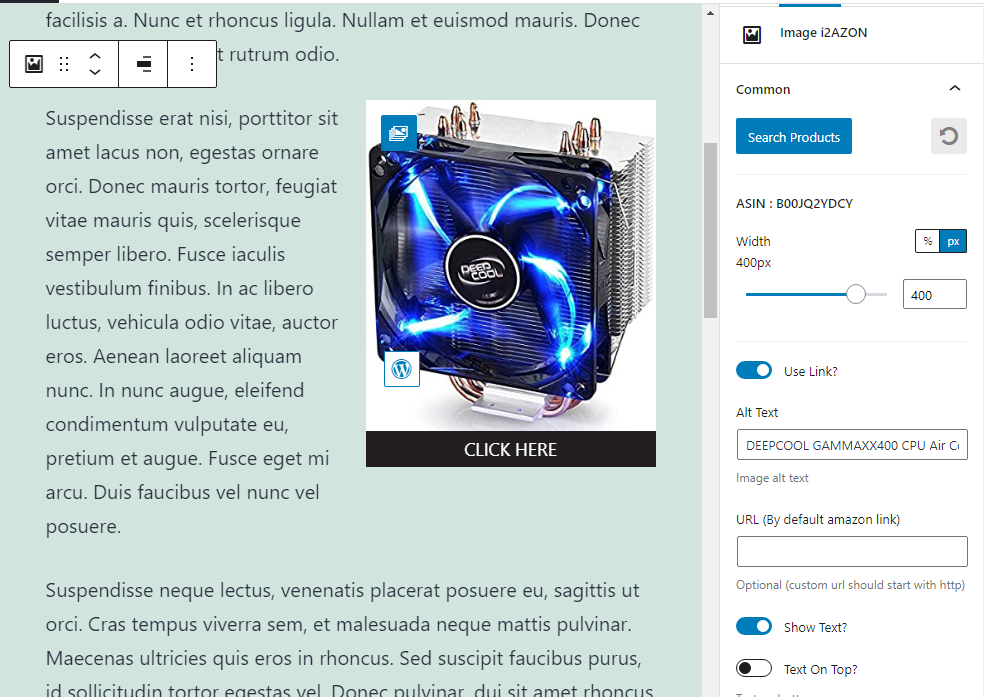 facilisis a. Nunc et rhoncus ligula. Nullam et euismod mauris. Donec
t rutrum odio.
Suspendisse erat nisi, porttitor sit
amet lacus non, egestas ornare
orci. Donec mauris tortor, feugiat
vitae mauris quis, scelerisque
semper libero. Fusce iaculis
vestibulum finibus. In ac libero
luctus, vehicula odio vitae, auctor
eros. Aenean laoreet aliquam
nunc. In nunc augue, eleifend
condimentum vulputate eu,
pretium et augue. Fusce eget mi
arcu. Duis faucibus vel nunc vel
posuere.
DEEP
COOL
CLICK HERE
Suspendisse neque lectus, venenatis placerat posuere eu, sagittis ut
orci. Cras tempus viverra sem, et malesuada neque mattis pulvinar.
Maecenas ultricies quis eros in rhoncus. Sed suscipit faucibus purus,
id sollicitudin tortor egestas vel. Donec pulvinar, dui sit amet rhoncus
Image i2AZON
Common
Search Products
ASIN : B00JQ2YDCY
Width
% px
400px
400
Use Link?
Alt Text
DEEPCOOL GAMMAXX400 CPU Air C
Image alt text
URL (By default amazon link)
Optional (custom url should start with http)
Show Text?
Text On Top?